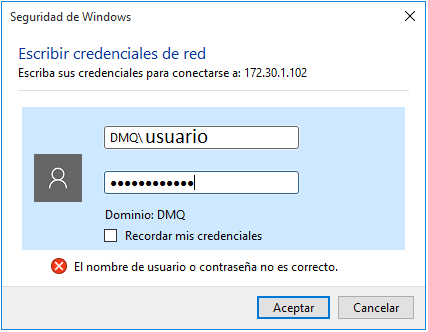 Seguridad de Windows
Escribir credenciales de red
Escriba sus credenciales para conectarse a: 172.30.1.102
DMQ\usuario
●●●●●●●●●●●●
Dominio: DMQ
Recordar mis credenciales
El nombre de usuario o contraseña no es correcto.
Aceptar
Cancelar